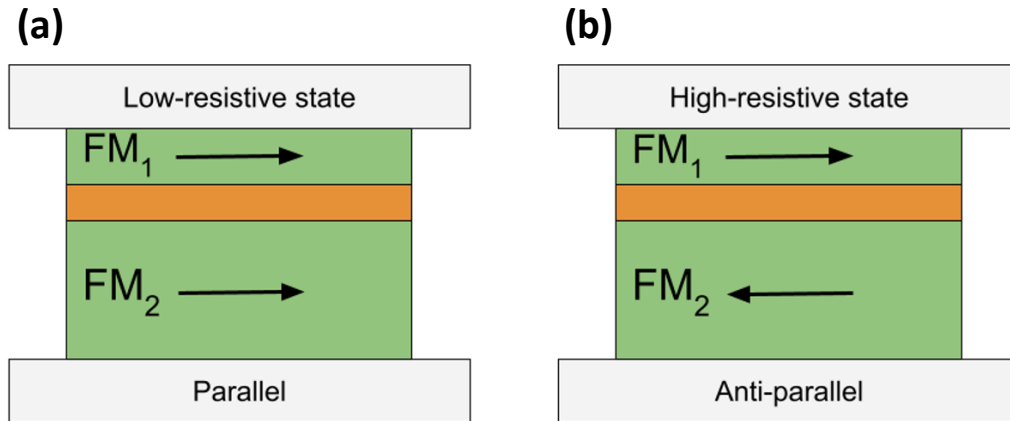 (a)
Low-resistive state
FM₁
FM₂
Parallel
(b)
High-resistive state
FM₁
FM₂
Anti-parallel